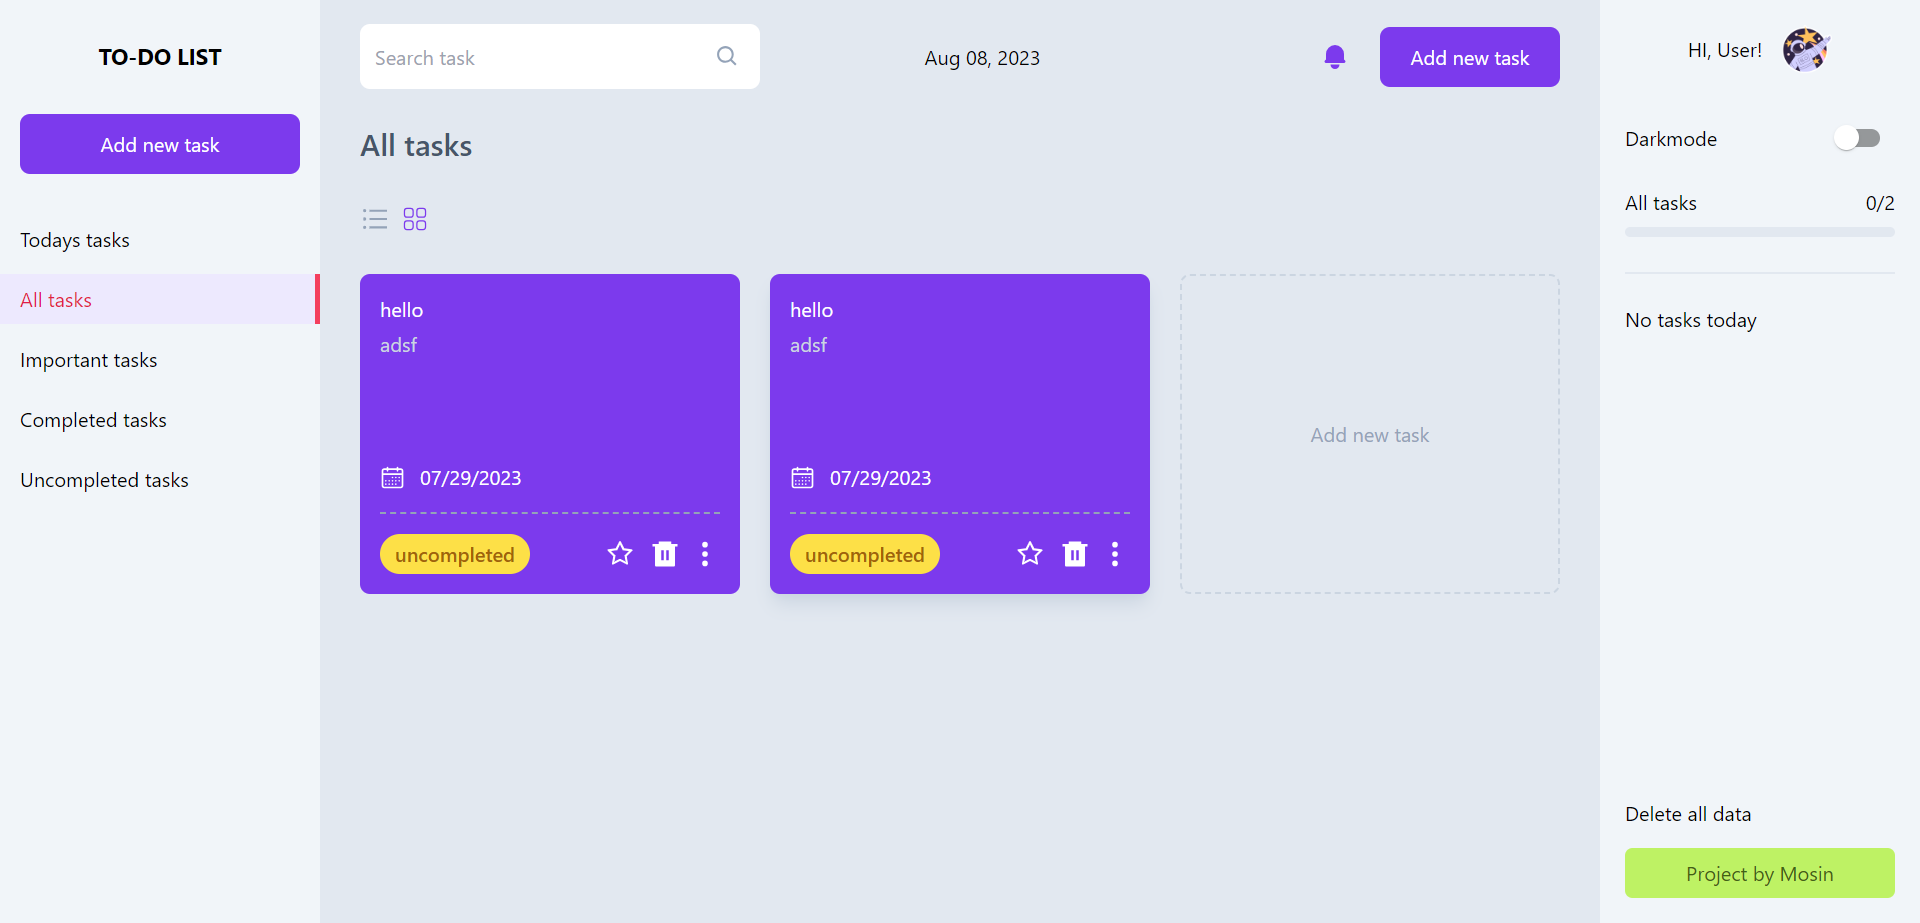 TO-DO LIST
Add new task
Todays tasks
All tasks
Important tasks
Completed tasks
Uncompleted tasks
Search task
Aug 08, 2023
Add new task
All tasks
hello
adsf
07/29/2023
uncompleted
hello
adsf
07/29/2023
uncompleted
Add new task
HI, User!
Darkmode
All tasks 0/2
No tasks today
Delete all data
Project by Mosin